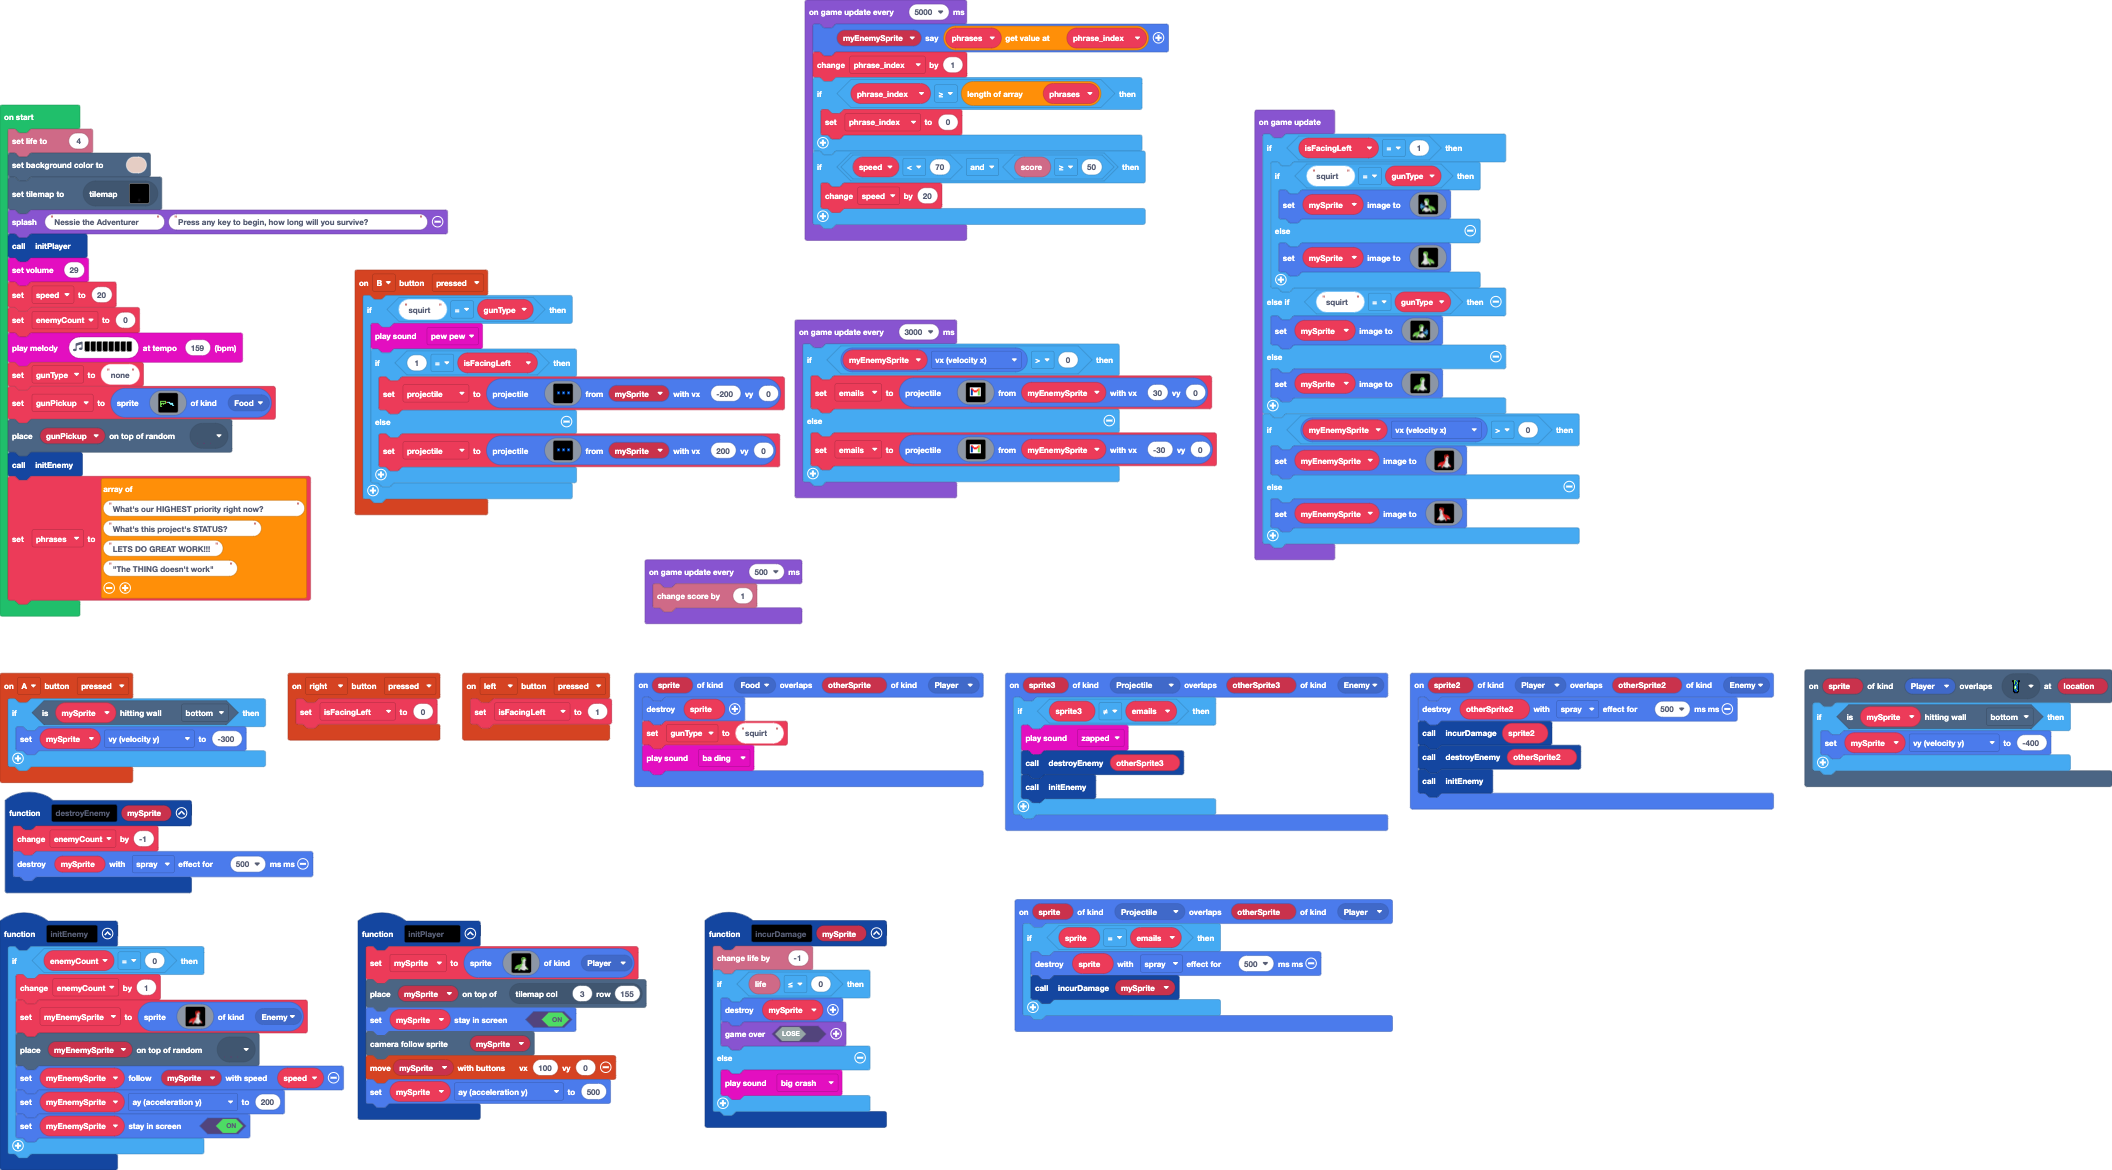 on start
set life to 4
set background color to
set tilemap to tilemap
splash "Nessie the Adventurer" "Press any key to begin, how long will you survive?"
call initPlayer
set volume 29
set speed to 20
set enemyCount to 0
play melody at tempo 159 (bpm)
set gunType to "none"
set gunPickup to sprite of kind Food
place gunPickup on top of random
call initEnemy
set phrases to
array of
"What's our HIGHEST priority right now?"
"What's this project's STATUS?
"LETS DO GREAT WORK!!!"
"The THING doesn't work"
on B button pressed
if "squirt" = gunType then
play sound pew pew
if 1 = isFacingLeft then
set projectile to projectile from mySprite with vx -200 vy 0
else
set projectile to projectile from mySprite with vx 200 vy 0
on game update every 5000 ms
myEnemySprite say phrases get value at phrase_index
change phrase_index by 1
if phrase_index ≥ length of array phrases then
set phrase_index to 0
if speed < 70 and score ≥ 50 then
change speed by 20
on game update every 3000 ms
if myEnemySprite vx (velocity x) > 0 then
set emails to projectile from myEnemySprite with vx 30 vy 0
else
set emails to projectile from myEnemySprite with vx -30 vy 0
on game update every 500 ms
change score by 1
on game update
if isFacingLeft = 1 then
if "squirt" = gunType then
set mySprite image to
else
set mySprite image to
else if "squirt" = gunType then
set mySprite image to
else
set mySprite image to
if myEnemySprite vx (velocity x) > 0 then
set myEnemySprite image to
else
set myEnemySprite image to
on A button pressed
if is mySprite hitting wall bottom then
set mySprite vy (velocity y) to -300
on right button pressed
set isFacingLeft to 0
on left button pressed
set isFacingLeft to 1
on sprite of kind Food overlaps otherSprite of kind Player
destroy sprite
set gunType to "squirt"
play sound ba ding
on sprite3 of kind Projectile overlaps otherSprite3 of kind Enemy
if sprite3 ≠ emails then
play sound zapped
call destroyEnemy otherSprite3
call initEnemy
on sprite2 of kind Player overlaps otherSprite2 of kind Enemy
destroy otherSprite2 with spray effect for 500 ms ms
call incurDamage sprite2
call destroyEnemy otherSprite2
call initEnemy
on sprite of kind Player overlaps at location
if is mySprite hitting wall bottom then
set mySprite vy (velocity y) to -400
function destroyEnemy mySprite
change enemyCount by -1
destroy mySprite with spray effect for 500 ms ms
function initEnemy
if enemyCount = 0 then
change enemyCount by 1
set myEnemySprite to sprite of kind Enemy
place myEnemySprite on top of random
set myEnemySprite follow mySprite with speed speed
set myEnemySprite ay (acceleration y) to 200
set myEnemySprite stay in screen ON
function initPlayer
set mySprite to sprite of kind Player
place mySprite on top of tilemap col 3 row 155
set mySprite stay in screen ON
camera follow sprite mySprite
move mySprite with buttons vx 100 vy 0
set mySprite ay (acceleration y) to 500
function incurDamage mySprite
change life by -1
if life ≤ 0 then
destroy mySprite
game over LOSE
else
play sound big crash
on sprite of kind Projectile overlaps otherSprite of kind Player
if sprite = emails then
destroy sprite with spray effect for 500 ms ms
call incurDamage mySprite